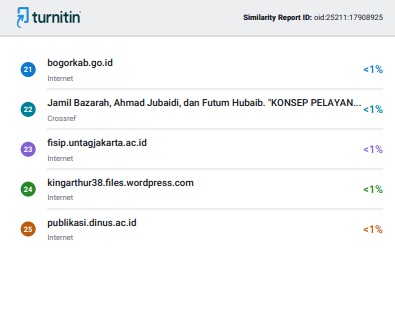 turnitin
Similarity Report ID: oid:25211:17908925
21 bogorkab.go.id <1%
Internet
22 Jamil Bazarah, Ahmad Jubaidi, dan Futum Hubaib. "KONSEP PELAYAN... <1%
Crossref
23 fisip.untagjakarta.ac.id <1%
Internet
24 kingarthur38.files.wordpress.com <1%
Internet
25 publikasi.dinus.ac.id <1%
Internet